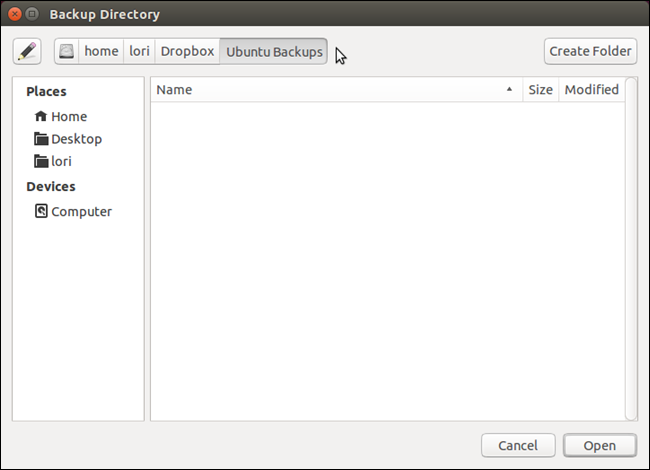 Backup Directory
home lori Dropbox Ubuntu Backups Create Folder
Places Name Size Modified
Home
Desktop
lori
Devices
Computer
Cancel Open